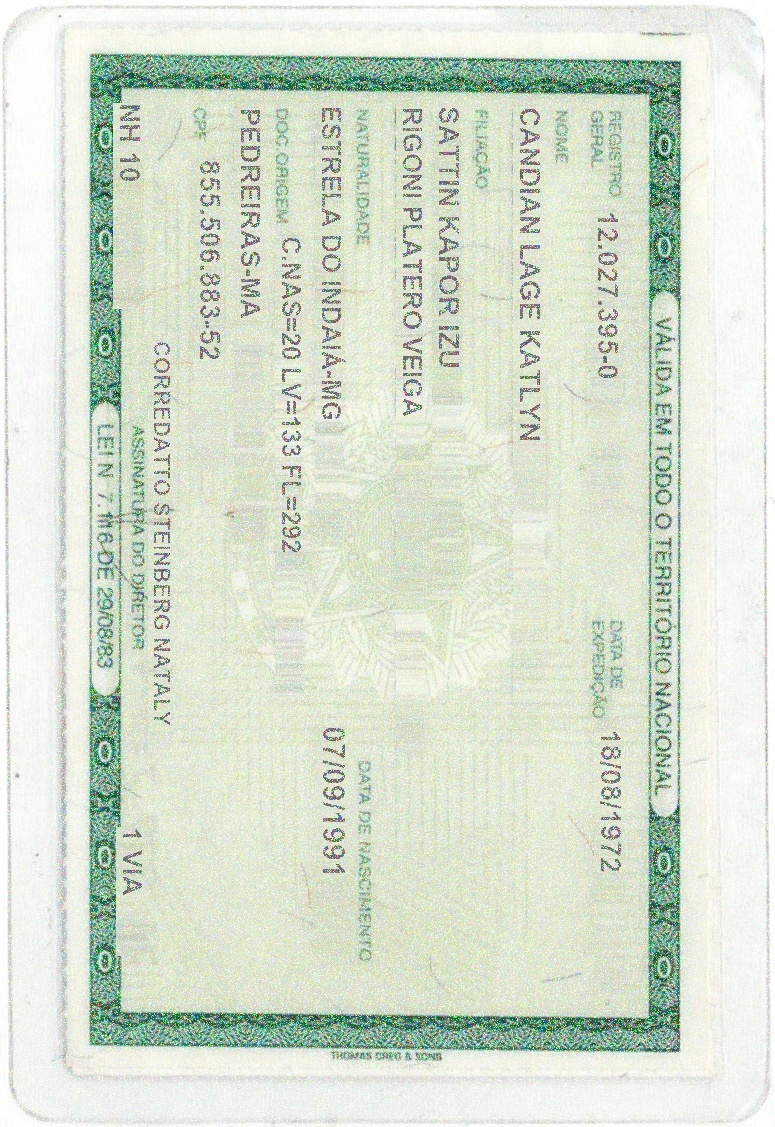 VÁLIDA EM TODO O TERRITÓRIO NACIONAL
REGISTRO GERAL 12.027.395-0 DATA DE EXPEDIÇÃO 18/08/1972
NOME
CANDIAN LAGE KATLYN
FILIAÇÃO
SATTIN KAPOR IZU
RIGONI PLATERO VEIGA
NATURALIDADE DATA DE NASCIMENTO
ESTRELA DO INDAIÁ-MG 07/09/1991
DOC ORIGEM C.NAS=20 LV=133 FL=292
PEDREIRAS-MA
CPF 855.506.883-52
CORREDATTO STEINBERG NATALY
NH 10 ASSINATURA DO DIRETOR 1 VIA
LEI N 7.116 DE 29/08/83
THOMAS GREG & SONS